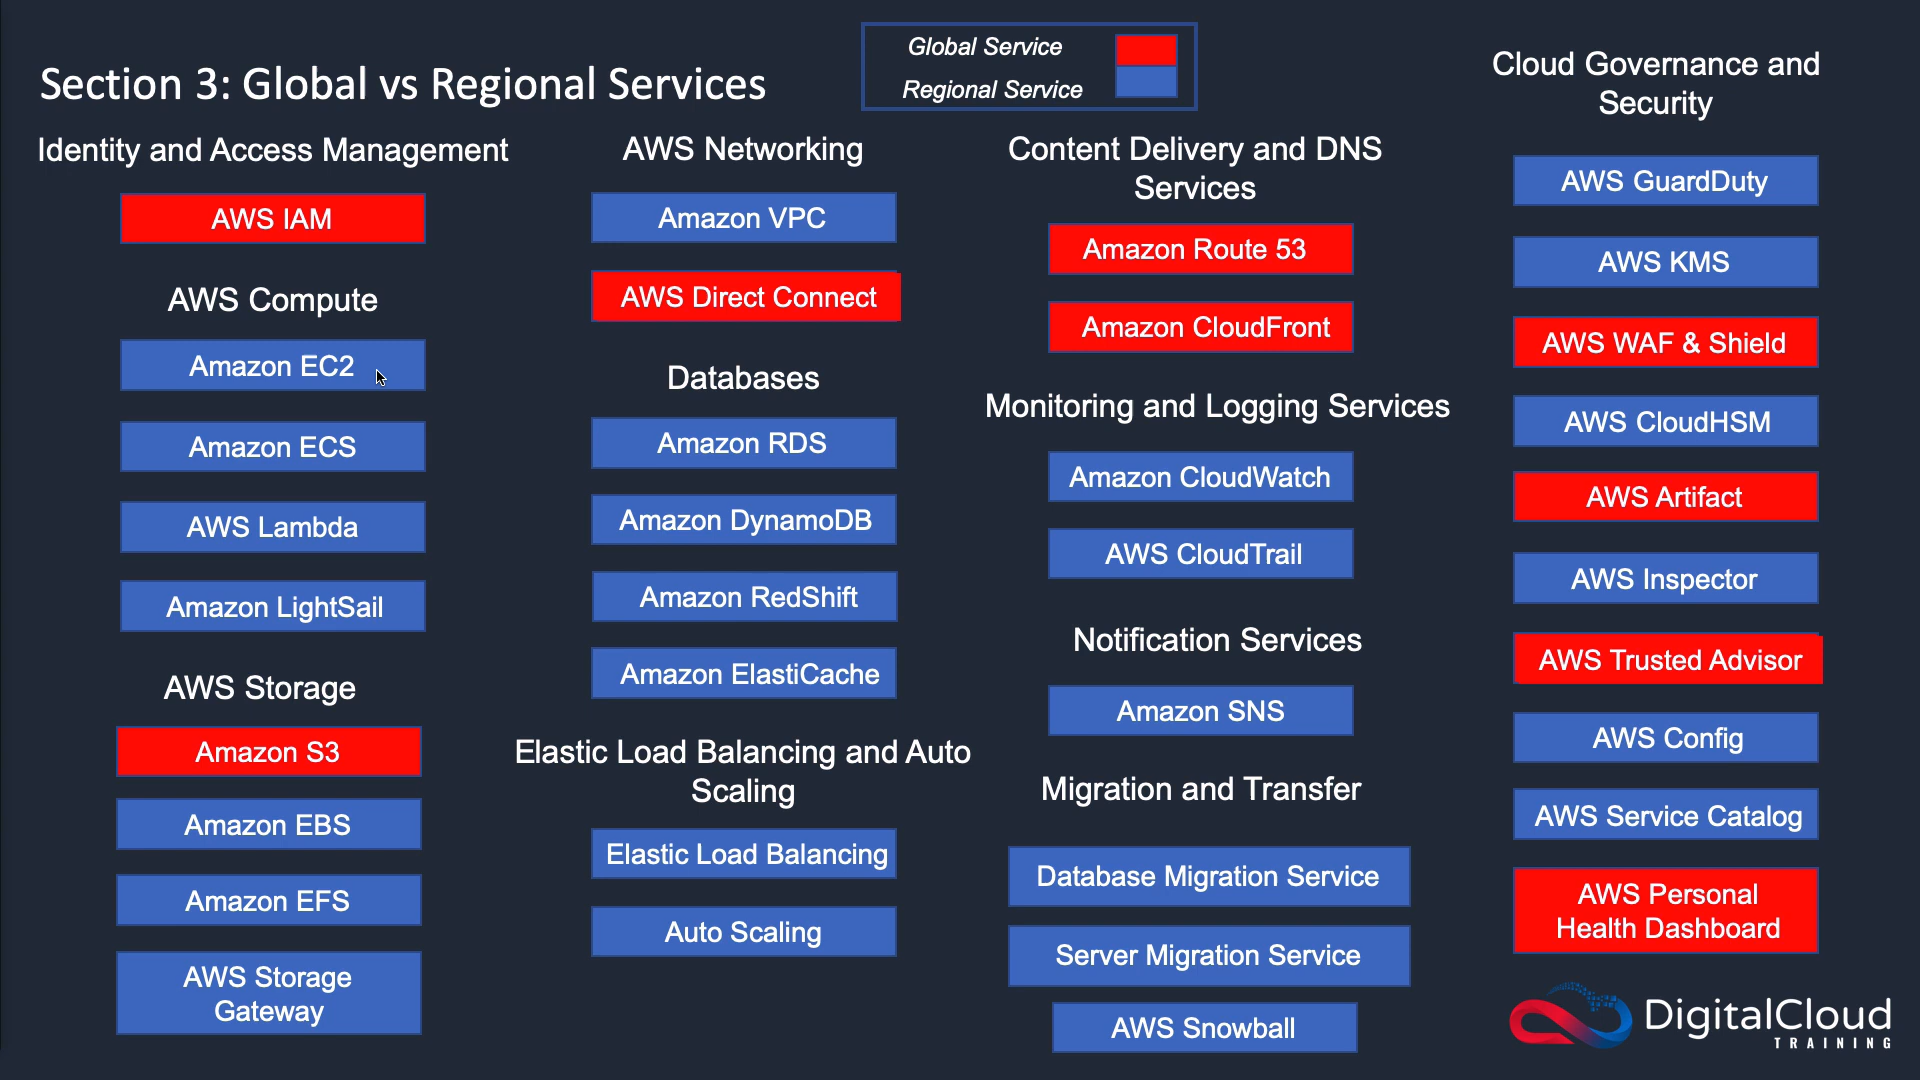 Section 3: Global vs Regional Services
Global Service
Regional Service
Identity and Access Management
AWS IAM
AWS Compute
Amazon EC2
Amazon ECS
AWS Lambda
Amazon LightSail
AWS Storage
Amazon S3
Amazon EBS
Amazon EFS
AWS Storage
Gateway
AWS Networking
Amazon VPC
AWS Direct Connect
Databases
Amazon RDS
Amazon DynamoDB
Amazon RedShift
Amazon ElastiCache
Elastic Load Balancing and Auto
Scaling
Elastic Load Balancing
Auto Scaling
Content Delivery and DNS
Services
Amazon Route 53
Amazon CloudFront
Monitoring and Logging Services
Amazon CloudWatch
AWS CloudTrail
Notification Services
Amazon SNS
Migration and Transfer
Database Migration Service
Server Migration Service
AWS Snowball
Cloud Governance and
Security
AWS GuardDuty
AWS KMS
AWS WAF & Shield
AWS CloudHSM
AWS Artifact
AWS Inspector
AWS Trusted Advisor
AWS Config
AWS Service Catalog
AWS Personal
Health Dashboard
DigitalCloud
TRAINING